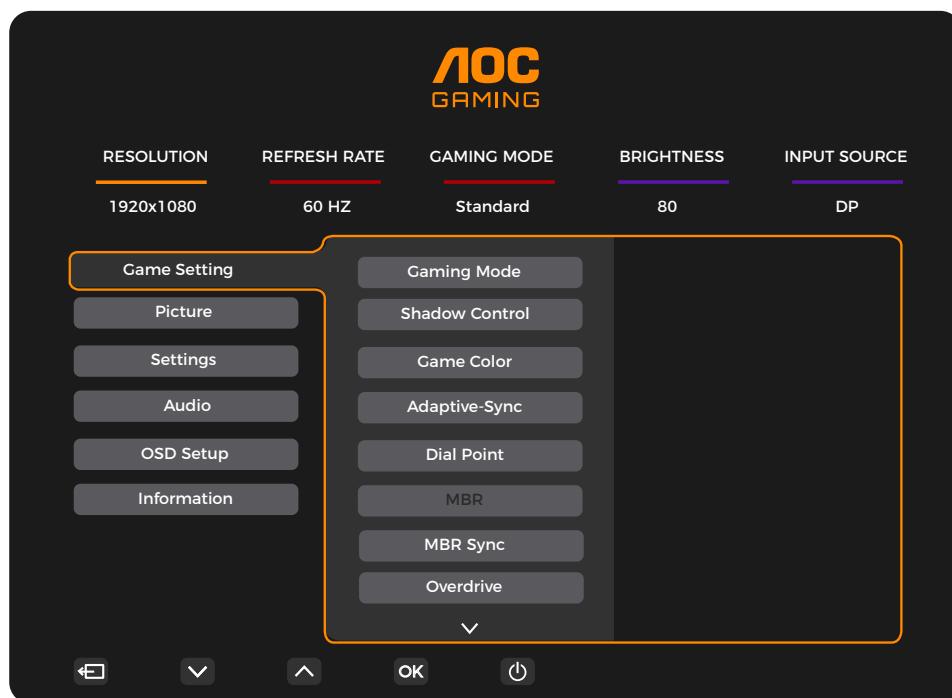 AOC
GAMING
RESOLUTION REFRESH RATE GAMING MODE BRIGHTNESS INPUT SOURCE
1920x1080 60 HZ Standard 80 DP
Game Setting
Picture
Settings
Audio
OSD Setup
Information
Gaming Mode
Shadow Control
Game Color
Adaptive-Sync
Dial Point
MBR
MBR Sync
Overdrive
OK